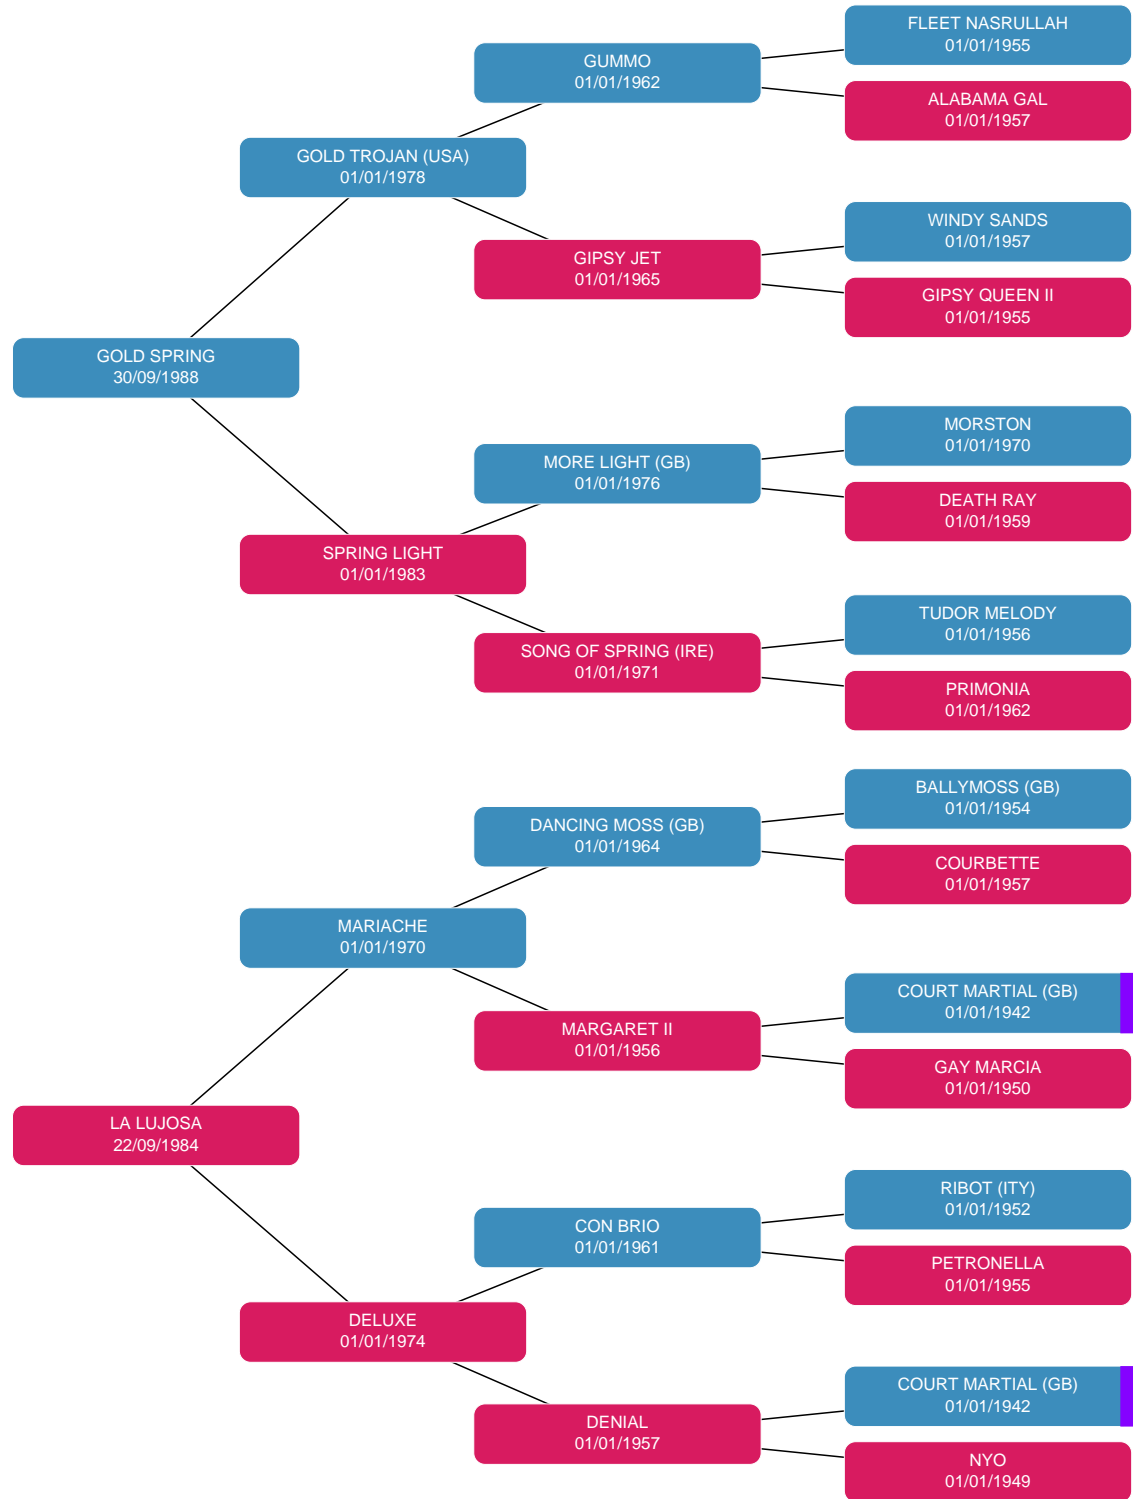 FLEET NASRULLAH
01/01/1955
GUMMO
01/01/1962
ALABAMA GAL
01/01/1957
GOLD TROJAN (USA)
01/01/1978
WINDY SANDS
01/01/1957
GIPSY JET
01/01/1965
GIPSY QUEEN II
01/01/1955
GOLD SPRING
30/09/1988
MORSTON
01/01/1970
MORE LIGHT (GB)
01/01/1976
DEATH RAY
01/01/1959
SPRING LIGHT
01/01/1983
TUDOR MELODY
01/01/1956
SONG OF SPRING (IRE)
01/01/1971
PRIMONIA
01/01/1962
BALLYMOSS (GB)
01/01/1954
DANCING MOSS (GB)
01/01/1964
COURBETTE
01/01/1957
MARIACHE
01/01/1970
COURT MARTIAL (GB)
01/01/1942
MARGARET II
01/01/1956
GAY MARCIA
01/01/1950
LA LUJOSA
22/09/1984
RIBOT (ITY)
01/01/1952
CON BRIO
01/01/1961
PETRONELLA
01/01/1955
DELUXE
01/01/1974
COURT MARTIAL (GB)
01/01/1942
DENIAL
01/01/1957
NYO
01/01/1949